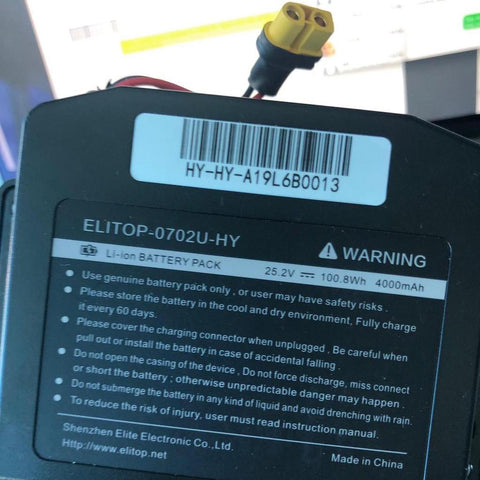 HY-HY-A19L6B0013
ELITOP-0702U-HY
WARNING
Li-ion BATTERY PACK 25.2V 100.8Wh 4000mAh
Use genuine battery pack only , or user may have safety risks .
Please store the battery in the cool and dry environment, Fully charge
it every 60 days.
Please cover the charging connector when unplugged , Be careful when
pull out or install the battery in case of accidental falling .
Do not open the casing of the device , Do not force discharge, miss connect
or short the battery ; otherwise unpredictable danger may happen .
Do not submerge the battery in any kind of liquid and avoid drenching with rain.
To reduce the risk of injury, user must read instruction manual.
Shenzhen Elite Electronic Co.,Ltd.
Http://www.elitop.net
Made in China